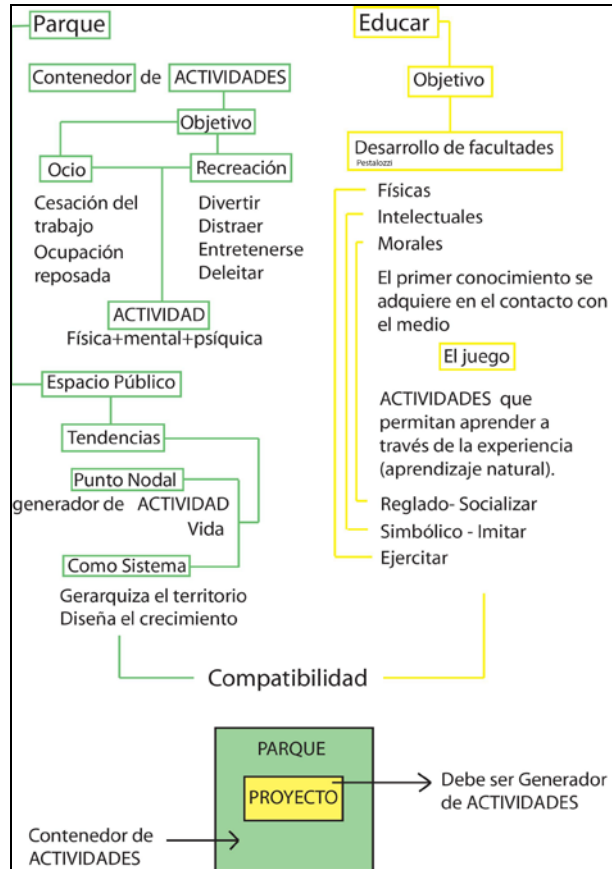 Parque
Contenedor de ACTIVIDADES
Objetivo
Ocio
Recreación
Cesación del
trabajo
Ocupación
reposada
Divertir
Distraer
Entretenerse
Deleitar
ACTIVIDAD
Física+mental+psíquica
Espacio Público
Tendencias
Punto Nodal
generador de ACTIVIDAD
Vida
Como Sistema
Gerarquiza el territorio
Diseña el crecimiento
Educar
Objetivo
Desarrollo de facultades
Pestalozzi
Físicas
Intelectuales
Morales
El primer conocimiento se
adquiere en el contacto con
el medio
El juego
ACTIVIDADES que
permitan aprender a
través de la experiencia
(aprendizaje natural).
Reglado- Socializar
Simbólico - Imitar
Ejercitar
Compatibilidad
PARQUE
PROYECTO
Debe ser Generador
de ACTIVIDADES
Contenedor de
ACTIVIDADES